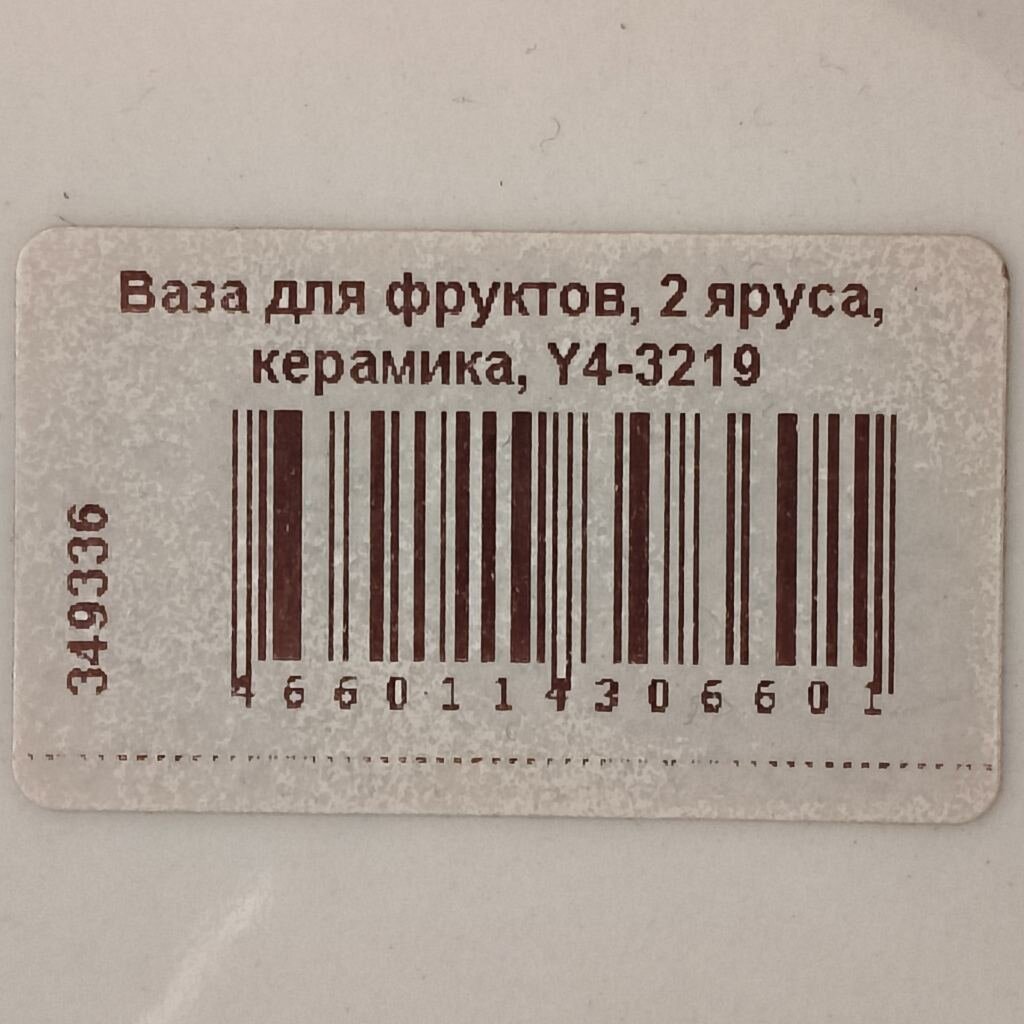 Ваза для фруктов, 2 яруса,
керамика, Y4-3219
349336
4660114306601